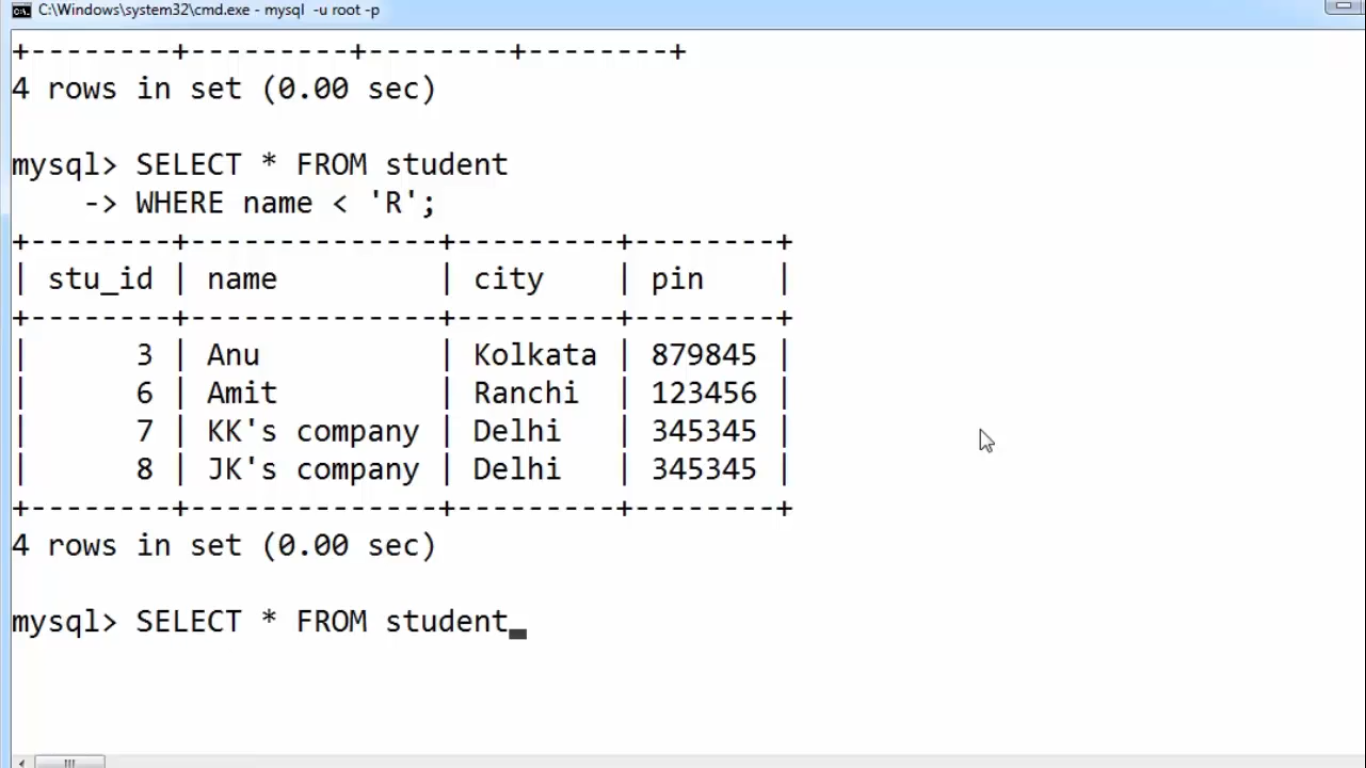 C:\Windows\system32\cmd.exe - mysql  -u root -p
+--------+---------+--------+--------+
4 rows in set (0.00 sec)
mysql> SELECT * FROM student
    -> WHERE name < 'R';
+--------+--------------+---------+--------+
| stu_id | name         | city    | pin    |
+--------+--------------+---------+--------+
|      3 | Anu          | Kolkata | 879845 |
|      6 | Amit         | Ranchi  | 123456 |
|      7 | KK's company | Delhi   | 345345 |
|      8 | JK's company | Delhi   | 345345 |
+--------+--------------+---------+--------+
4 rows in set (0.00 sec)
mysql> SELECT * FROM student_